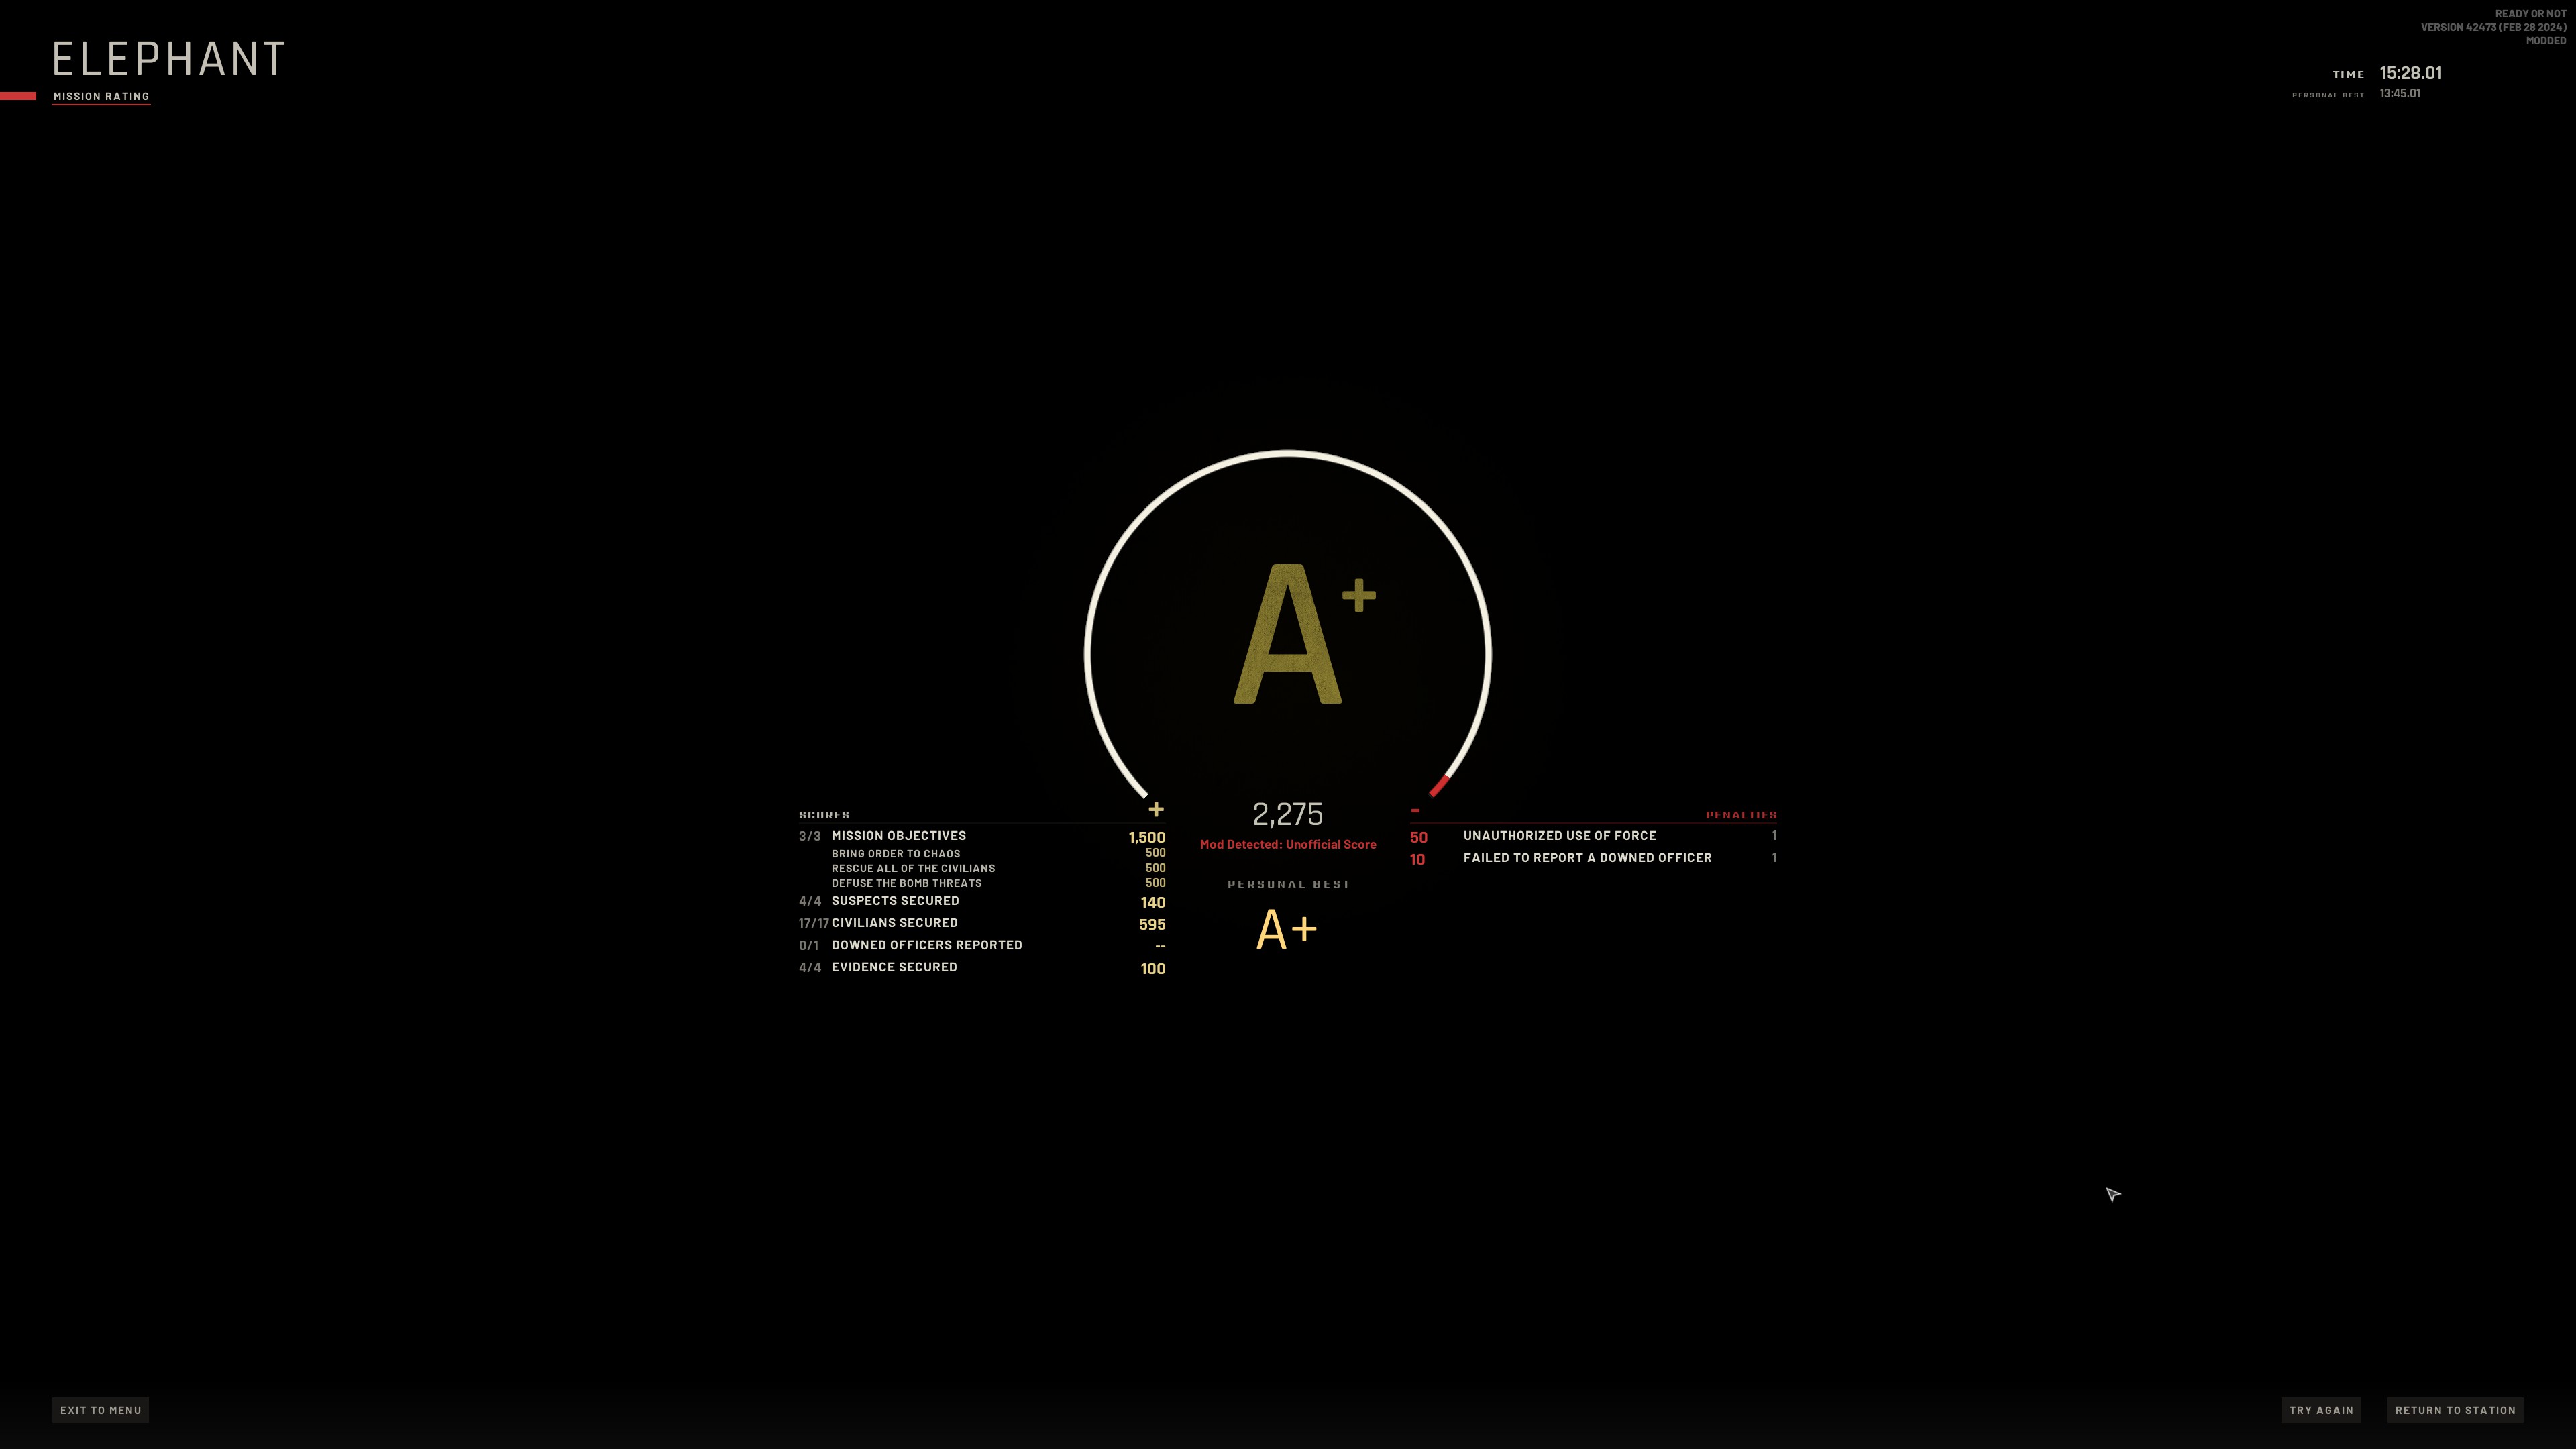 READY OR NOT
VERSION 42473 (FEB 28 2024)
MODDED
ELEPHANT
MISSION RATING
TIME 15:28.01
PERSONAL BEST 13:45.01
A+
SCORES +
3/3 MISSION OBJECTIVES 1,500
BRING ORDER TO CHAOS 500
RESCUE ALL OF THE CIVILIANS 500
DEFUSE THE BOMB THREATS 500
4/4 SUSPECTS SECURED 140
17/17 CIVILIANS SECURED 595
0/1 DOWNED OFFICERS REPORTED --
4/4 EVIDENCE SECURED 100
2,275
Mod Detected: Unofficial Score
PERSONAL BEST
A+
- PENALTIES
50 UNAUTHORIZED USE OF FORCE 1
10 FAILED TO REPORT A DOWNED OFFICER 1
EXIT TO MENU
TRY AGAIN
RETURN TO STATION